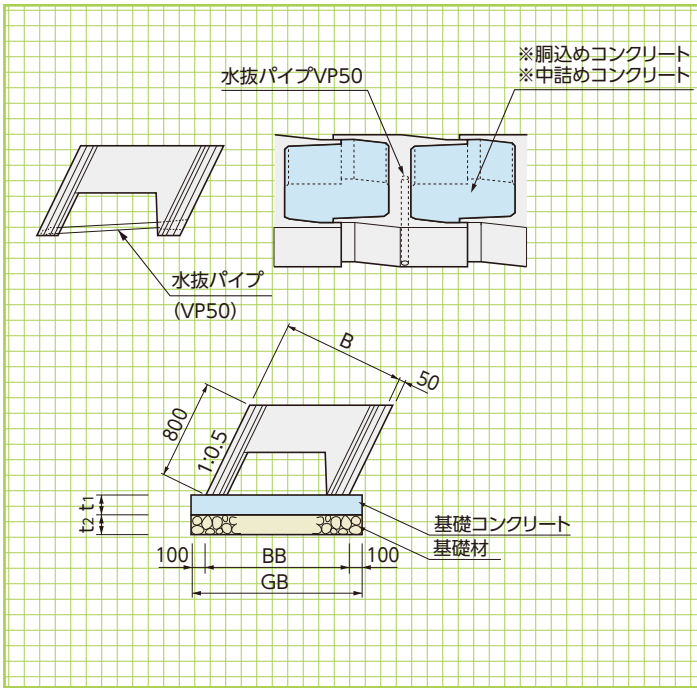 ※胴込めコンクリート
※中詰めコンクリート
水抜パイプVP50
水抜パイプ
(VP50)
B
50
800
1:0.5
t1
t2
基礎コンクリート
基礎材
100
BB
100
GB